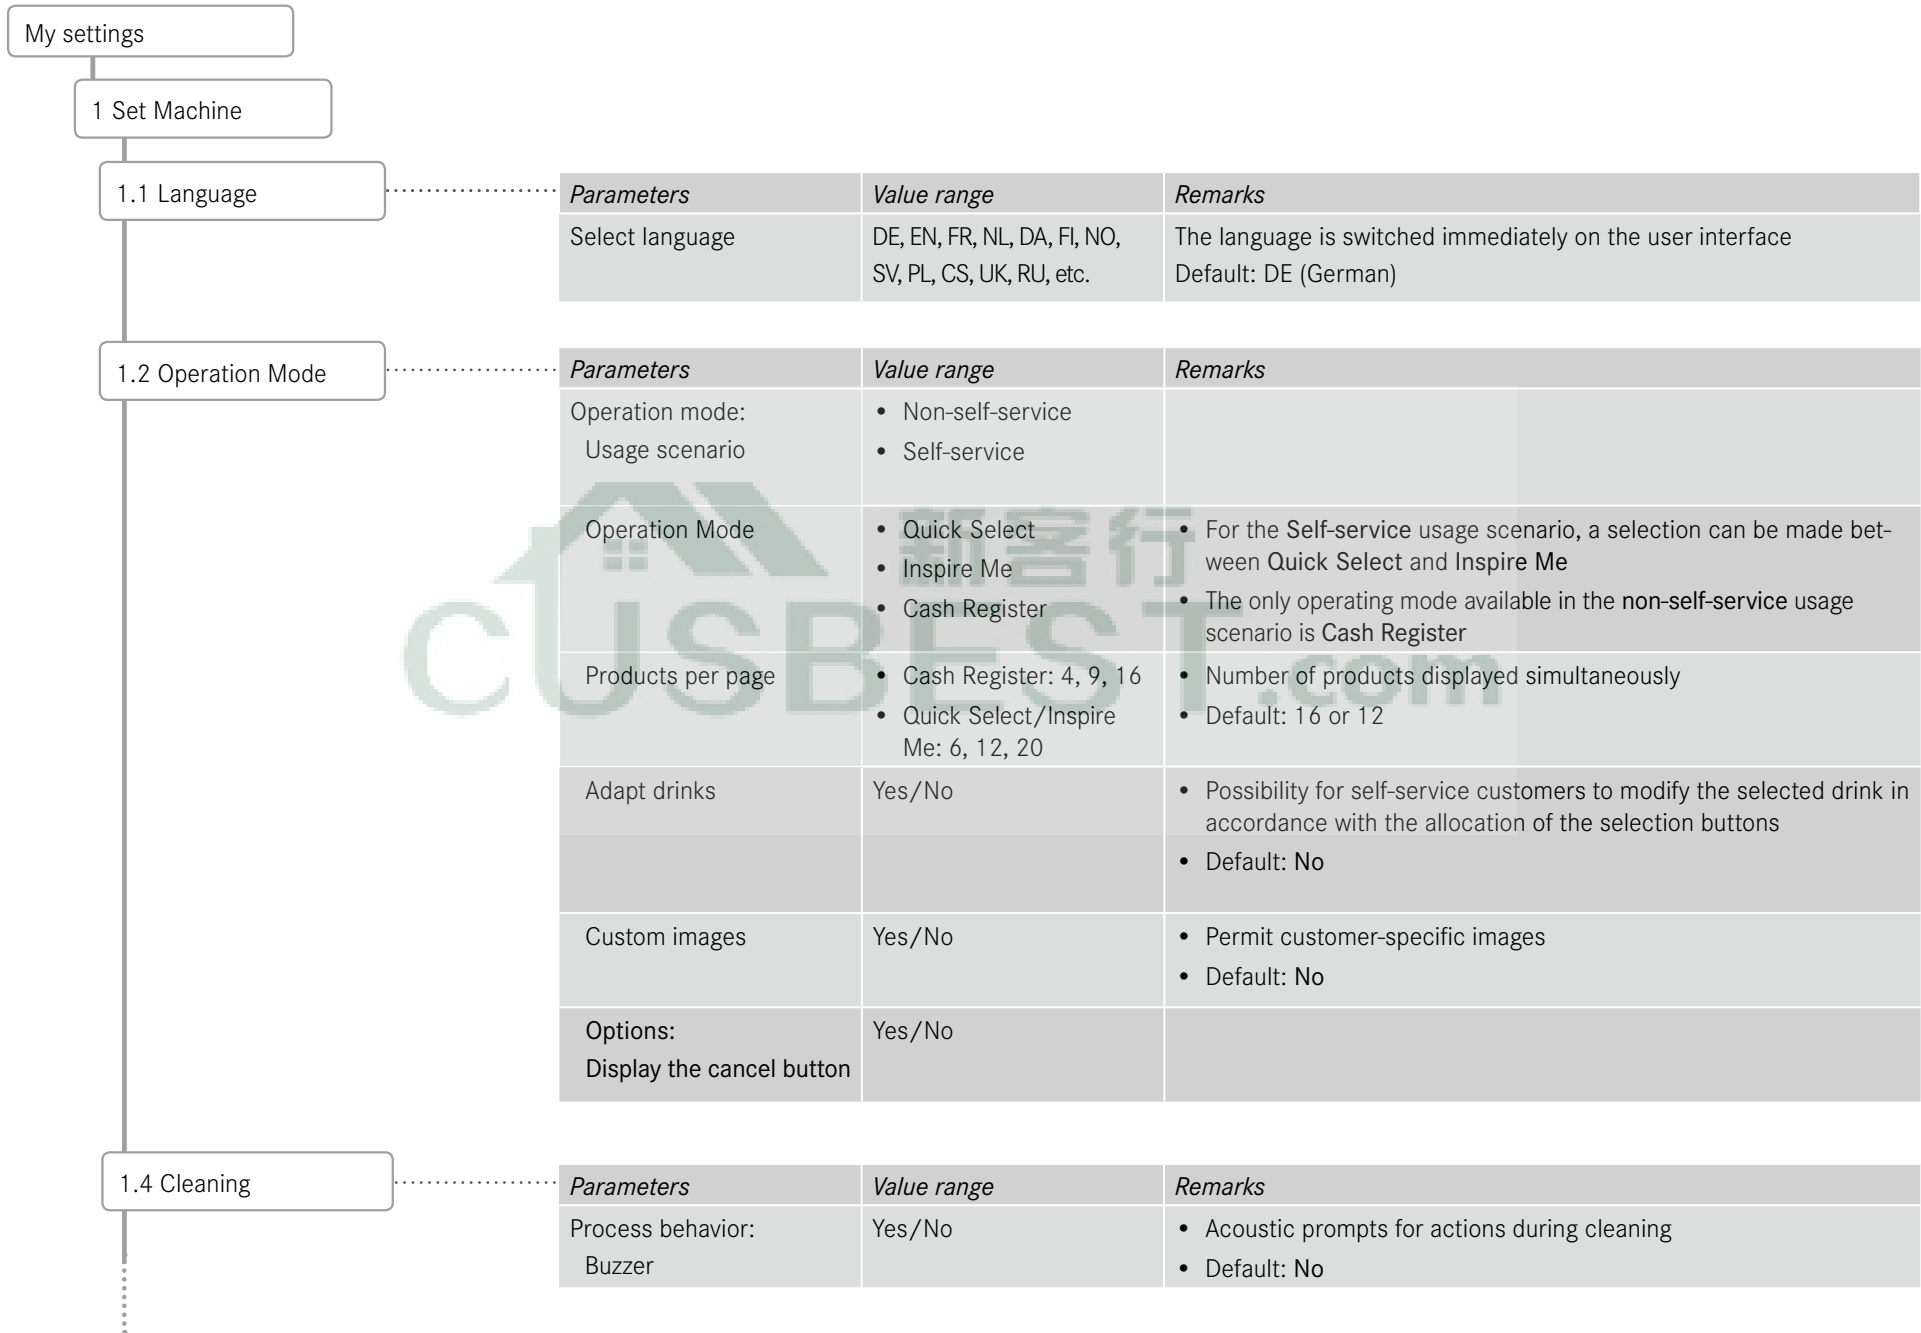 My settings
1 Set Machine
1.1 Language
Parameters Value range Remarks
Select language DE, EN, FR, NL, DA, FI, NO, The language is switched immediately on the user interface
SV, PL, CS, UK, RU, etc. Default: DE (German)
1.2 Operation Mode
Parameters Value range Remarks
Operation mode: • Non-self-service
Usage scenario • Self-service
Operation Mode • Quick Select • For the Self-service usage scenario, a selection can be made bet-
• Inspire Me ween Quick Select and Inspire Me
• Cash Register • The only operating mode available in the non-self-service usage
scenario is Cash Register
Products per page • Cash Register: 4, 9, 16 • Number of products displayed simultaneously
• Quick Select/Inspire • Default: 16 or 12
Me: 6, 12, 20
Adapt drinks Yes/No • Possibility for self-service customers to modify the selected drink in
accordance with the allocation of the selection buttons
• Default: No
Custom images Yes/No • Permit customer-specific images
• Default: No
Options: Yes/No
Display the cancel button
1.4 Cleaning
Parameters Value range Remarks
Process behavior: Yes/No • Acoustic prompts for actions during cleaning
Buzzer • Default: No
新客行
CUSBEST.com